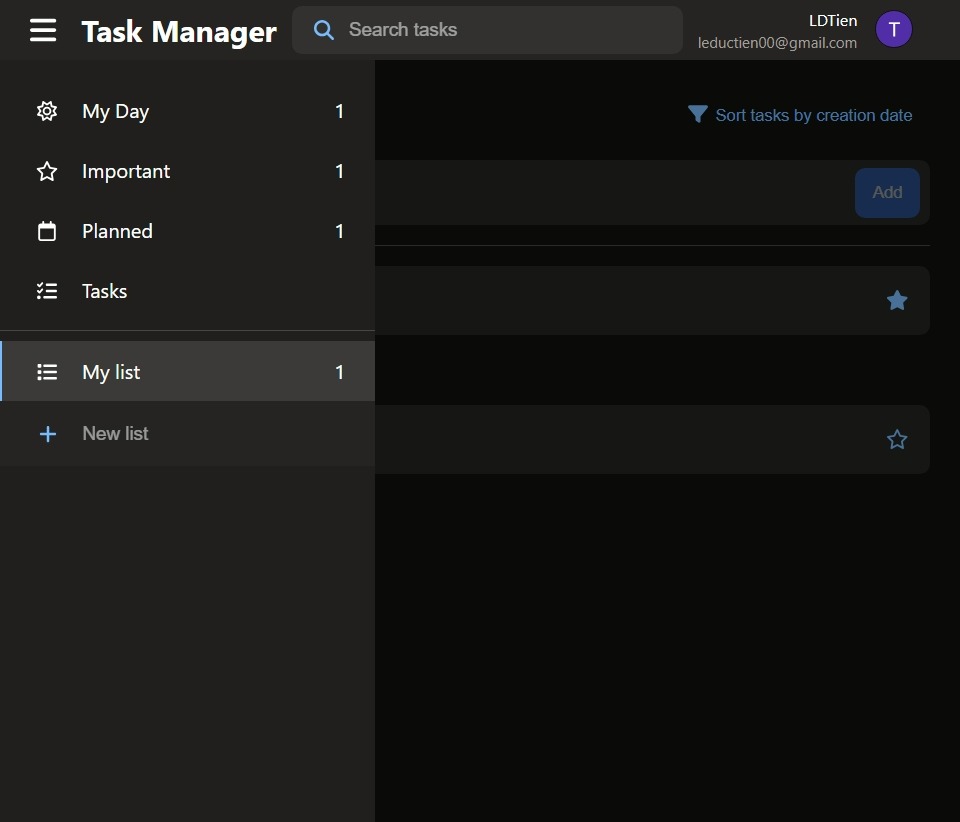 Task Manager
Search tasks
LDTien
leductien00@gmail.com
T
My Day 1
Important 1
Planned 1
Tasks
My list 1
New list
Sort tasks by creation date
Add